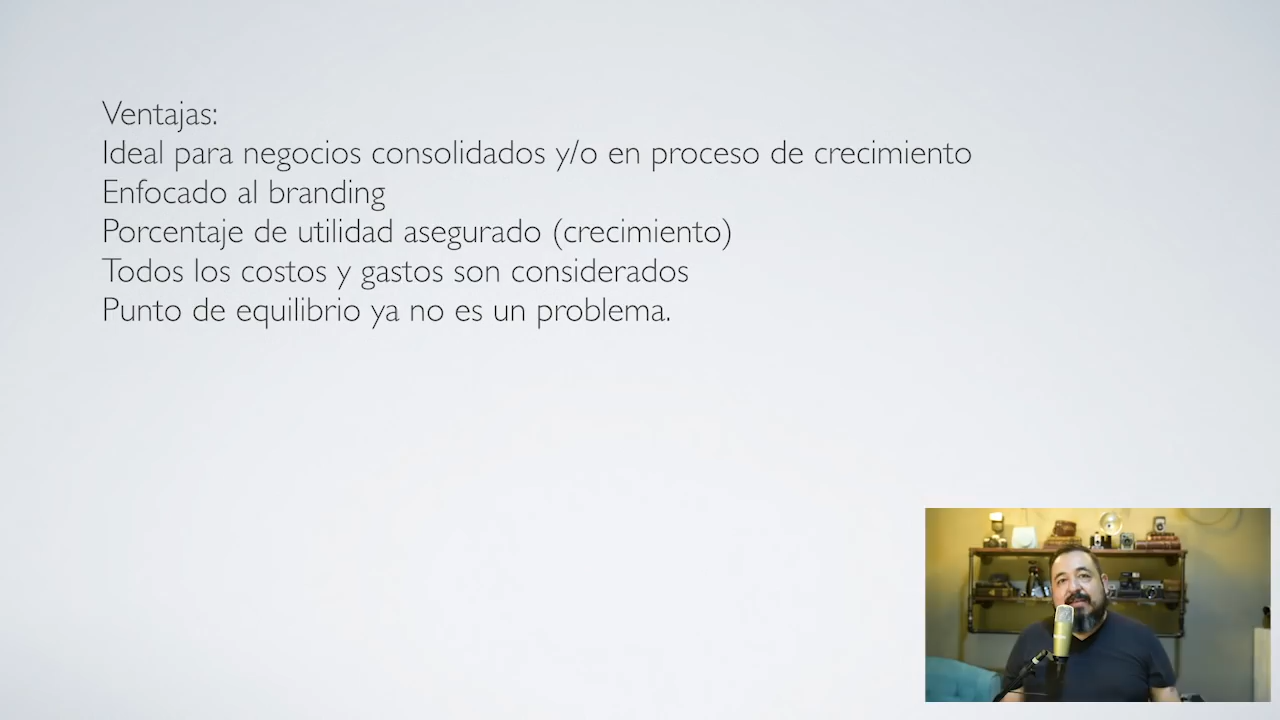 Ventajas:
Ideal para negocios consolidados y/o en proceso de crecimiento
Enfocado al branding
Porcentaje de utilidad asegurado (crecimiento)
Todos los costos y gastos son considerados
Punto de equilibrio ya no es un problema.